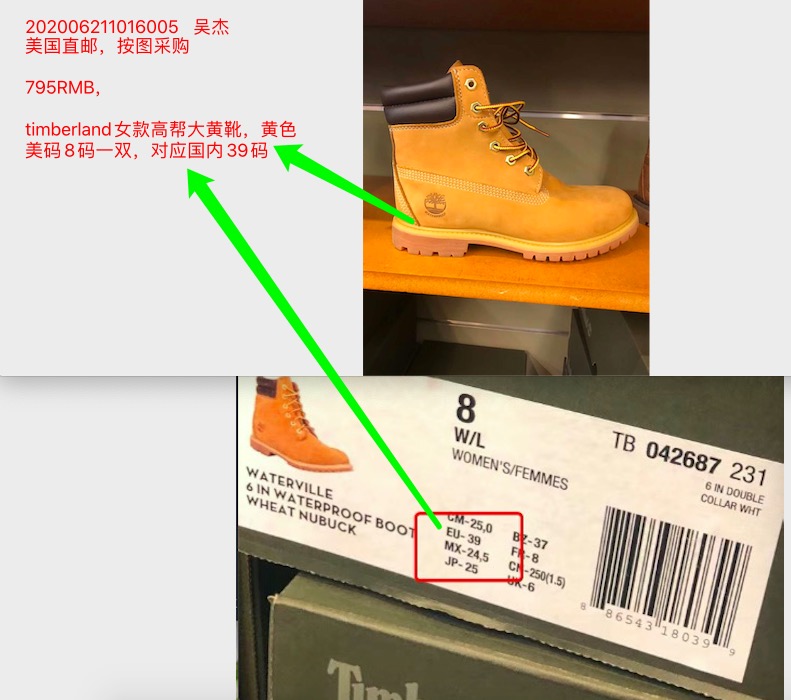 202006211016005 吴杰
美国直邮，按图采购
795RMB，
timberland女款高帮大黄靴，黄色
美码8码一双，对应国内39码
8
W/L
WOMEN'S/FEMMES
TB 042687 231
6 IN DOUBLE
COLLAR WHT
WATERVILLE
6 IN WATERPROOF BOOT
WHEAT NUBUCK
CM-25,0
EU-39 BZ-37
MX-24,5 FR-8
JP-25 CN-250(1.5)
UK-6
8 86543 18039 9
Timb